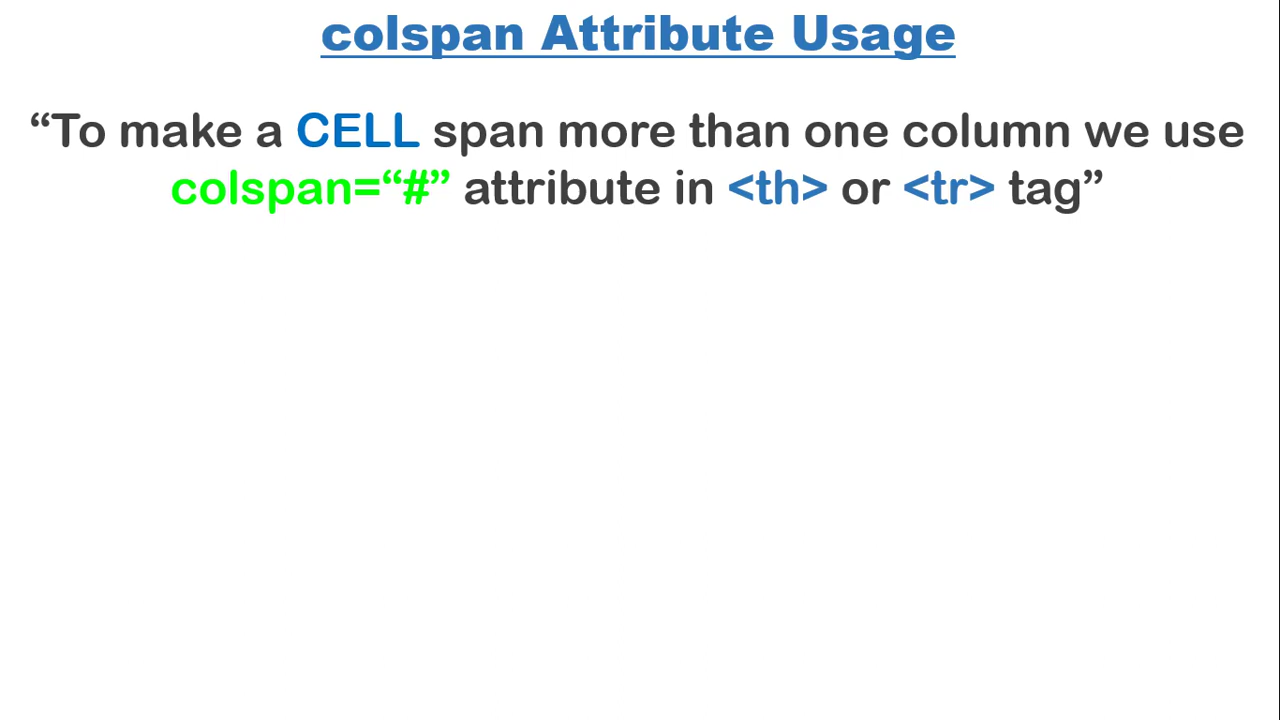 colspan Attribute Usage
“To make a CELL span more than one column we use
colspan=“#” attribute in <th> or <tr> tag”